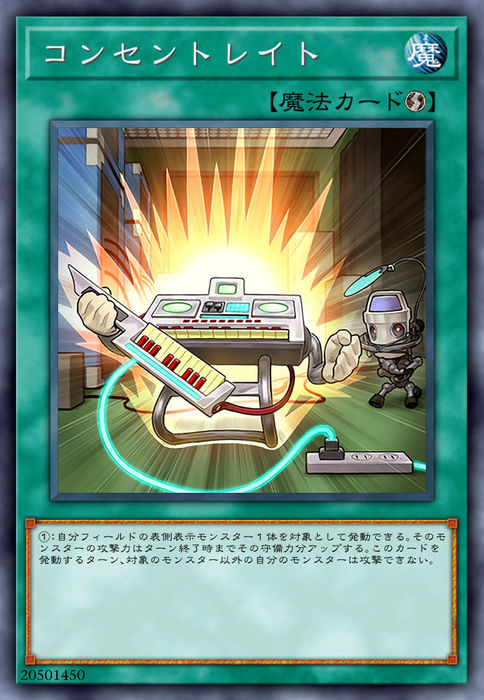 コンセントレイト
魔
【魔法カード】
①:自分フィールドの表側表示モンスター1体を対象として発動できる。そのモ
ンスターの攻撃力はターン終了時までその守備力分アップする。このカードを
発動するターン、対象のモンスター以外の自分のモンスターは攻撃できない。
20501450